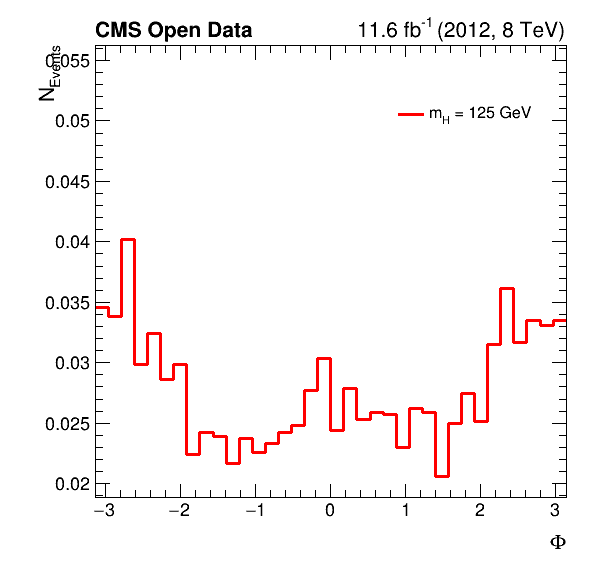 CMS Open Data 11.6 fb-1 (2012, 8 TeV)
NEvents
0.055
mH = 125 GeV
0.05
0.045
0.04
0.035
0.03
0.025
0.02
−3 −2 −1 0 1 2 3
Φ